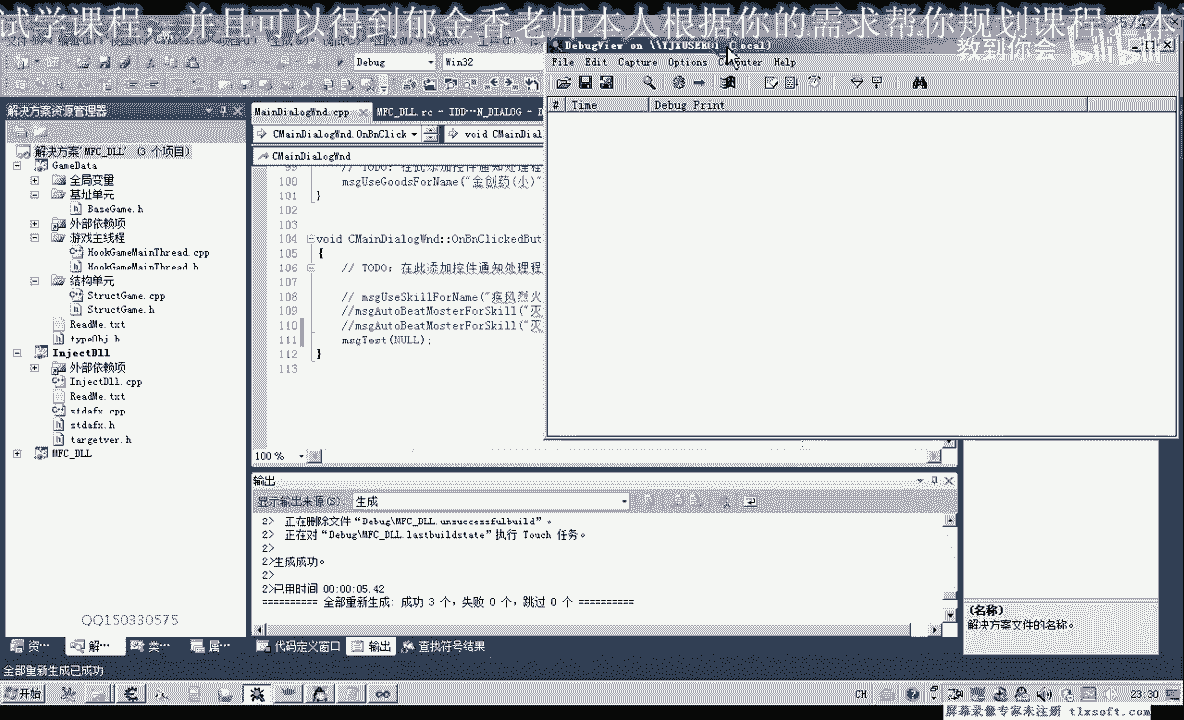 试学课程，并且可以得到郁金香老师本人根据你的需求帮你规划课程
教到你会
bilibili
Debug
Win32
DebugView on \\YJXUSER
File Edit Capture Options Computer Help
# Time Debug Print
解决方案资源管理器
解决方案"MFC_DLL" (3 个项目)
GameData
全局变量
基址单元
BaseGame.h
外部依赖项
游戏主线程
HookGameMainThread.cpp
HookGameMainThread.h
结构单元
StructGame.cpp
StructGame.h
ReadMe.txt
typeObj.h
InjectDll
外部依赖项
InjectDll.cpp
ReadMe.txt
stdafx.cpp
stdafx.h
targetver.h
MFC_DLL
QQ150330575
MainDialogWnd.cpp
MFC_DLL.rc - IDD...N_DIALOG - D
CMainDialogWnd.OnBnClick
void CMainDial
CMainDialogWnd
99 // TODO: 在此添加控件通知处理程
100 msgUseGoodsForName("金创药(小)"
101 }
102
103
104 void CMainDialogWnd::OnBnClickedBut
105 {
106 // TODO: 在此添加控件通知处理程
107
108 // msgUseSkillForName("疾风烈火
109 //msgAutoBeatMosterForSkill("灭
110 //msgAutoBeatMosterForSkill("灭
111 msgTest(NULL);
112 }
113
100 %
输出
显示输出来源(S): 生成
2> 正在删除文件“Debug\MFC_DLL.unsuccessfulbuild”。
2> 正在对“Debug\MFC_DLL.lastbuildstate”执行 Touch 任务。
2>
2>生成成功。
2>
2>已用时间 00:00:05.42
========== 全部重新生成: 成功 3 个，失败 0 个，跳过 0 个 ==========
(名称)
解决方案文件的名称。
资... 解... 类... 属...
代码定义窗口 输出 查找符号结果
全部重新生成已成功
开始
CH
23:30
屏幕录像专家未注册 tlxsoft.com